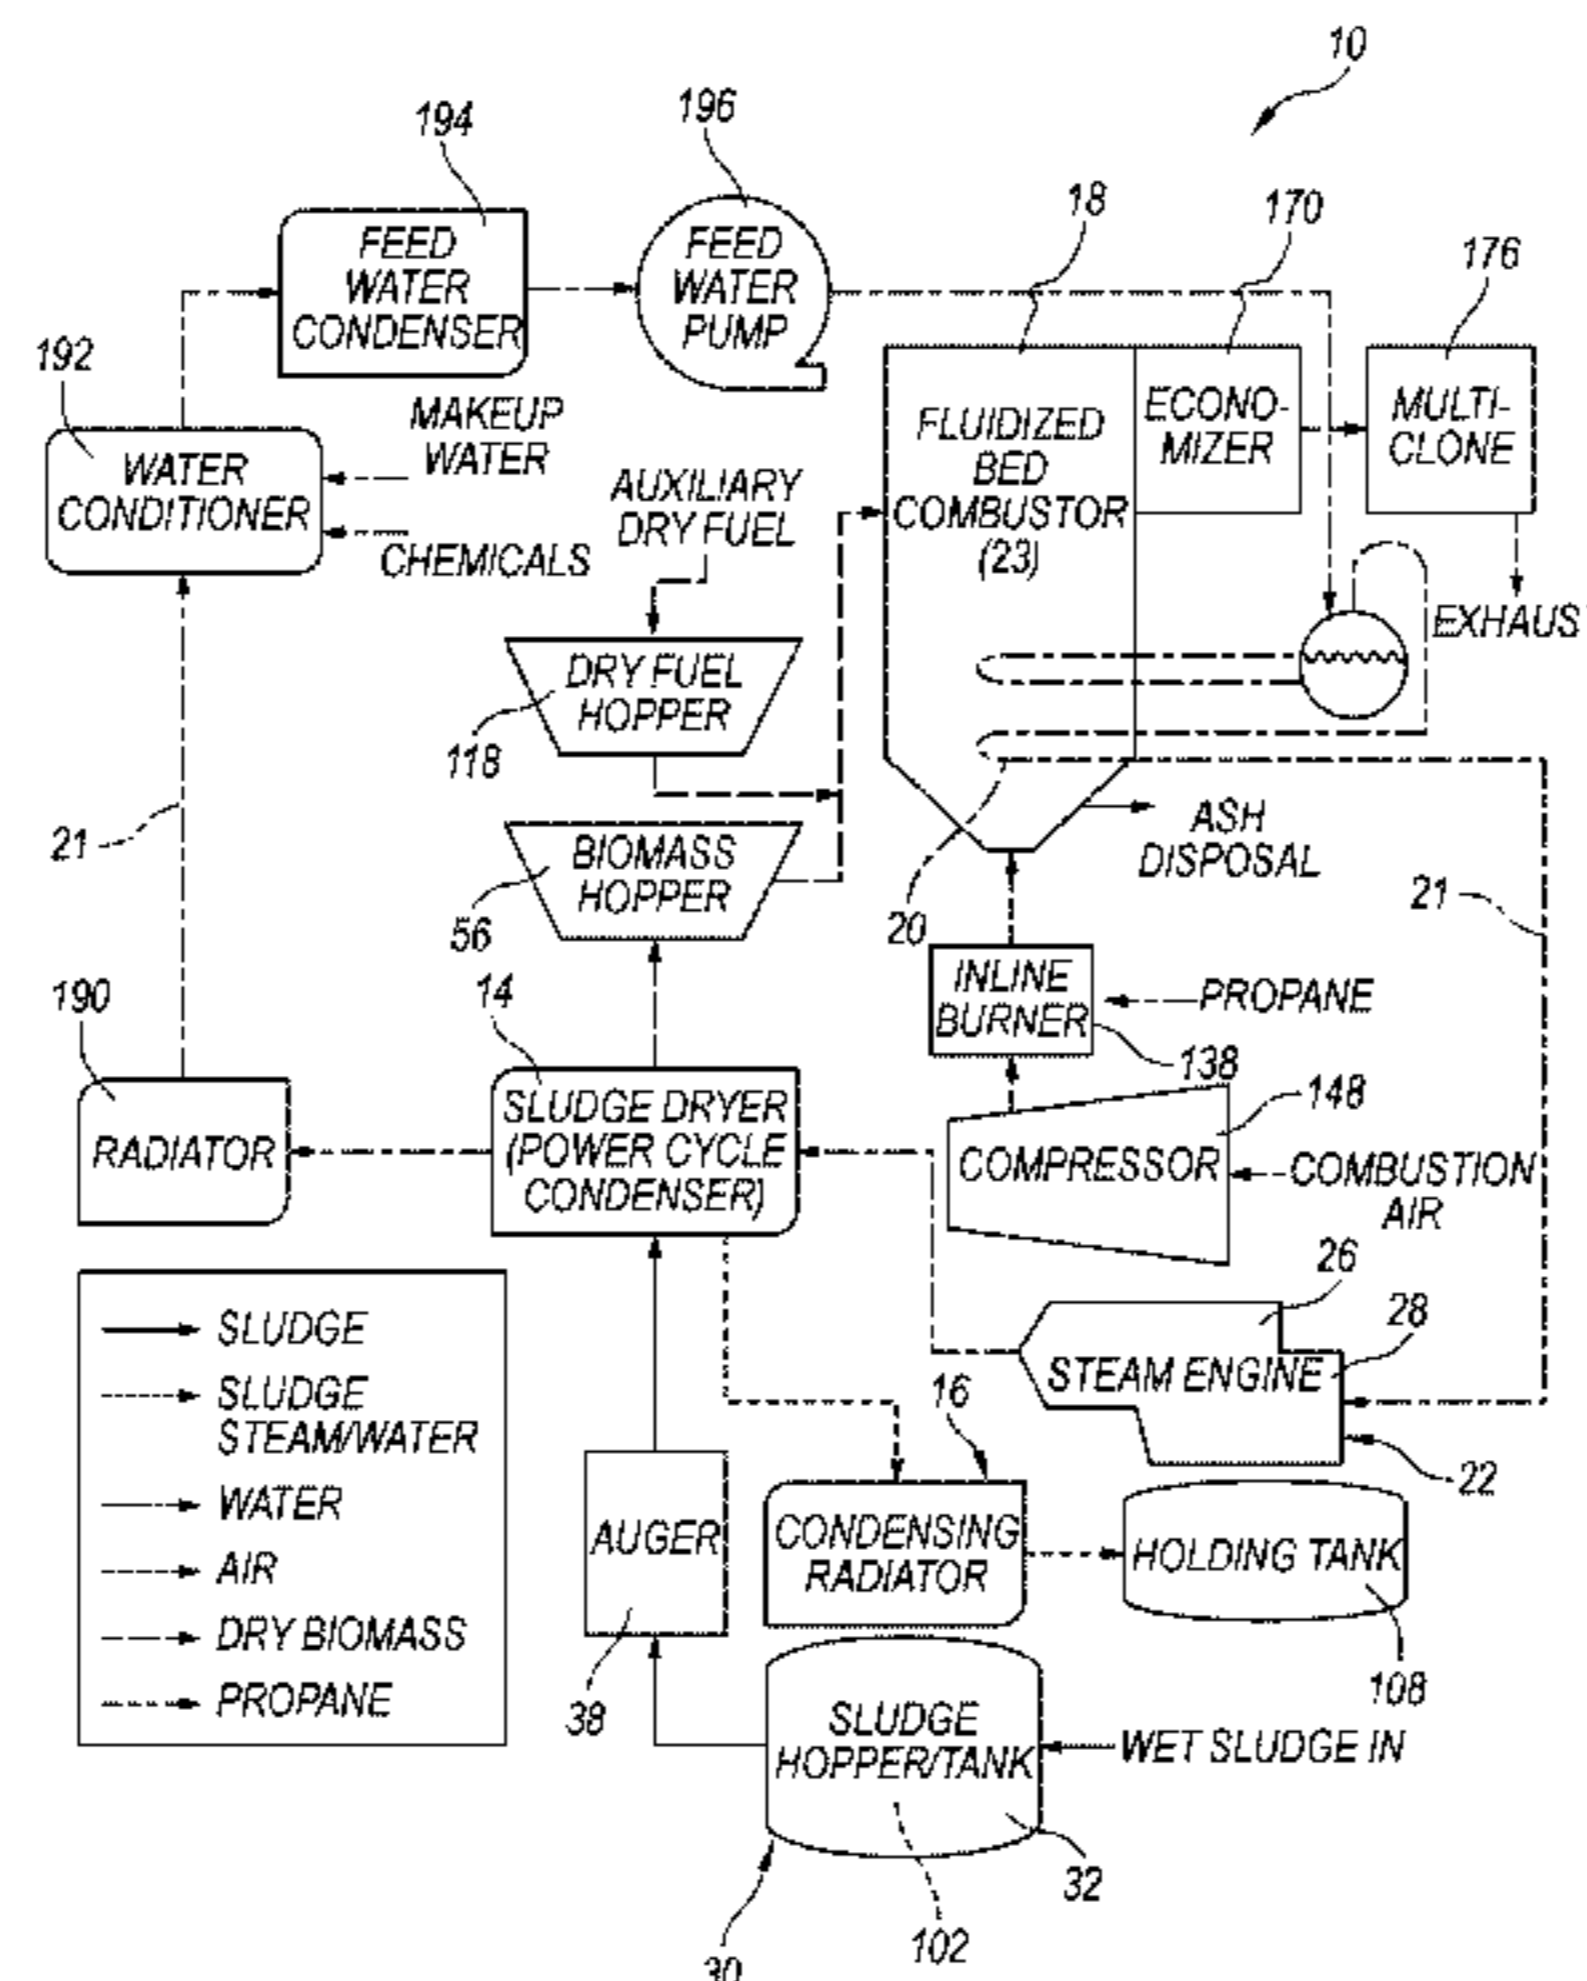 10
194
196
18
170
176
FEED
WATER
CONDENSER
FEED
WATER
PUMP
192
MAKEUP
WATER
WATER
CONDITIONER
CHEMICALS
AUXILIARY
DRY FUEL
FLUIDIZED
BED
COMBUSTOR
(23)
ECONO-
MIZER
MULTI-
CLONE
EXHAUS
DRY FUEL
HOPPER
118
21
BIOMASS
HOPPER
56
ASH
DISPOSAL
20
21
190
14
INLINE
BURNER
PROPANE
138
148
RADIATOR
SLUDGE DRYER
(POWER CYCLE
CONDENSER)
COMPRESSOR
COMBUSTION
AIR
26
28
STEAM ENGINE
22
SLUDGE
SLUDGE
STEAM/WATER
WATER
AIR
DRY BIOMASS
PROPANE
16
AUGER
38
CONDENSING
RADIATOR
HOLDING TANK
108
SLUDGE
HOPPER/TANK
WET SLUDGE IN
32
102
30